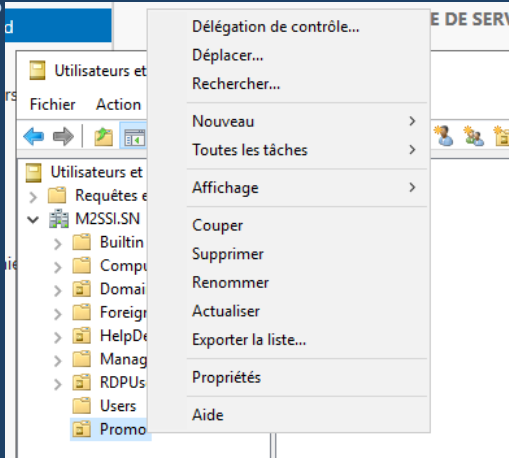 d
E DE SERV
Délégation de contrôle...
Déplacer...
Rechercher...
Nouveau
Toutes les tâches
Affichage
Couper
Supprimer
Renommer
Actualiser
Exporter la liste...
Propriétés
Aide
Utilisateurs et
Fichier Action
Utilisateurs et
Requêtes e
M2SSI.SN
Builtin
Compu
Domai
Foreign
HelpDe
Manag
RDPUs
Users
Promo